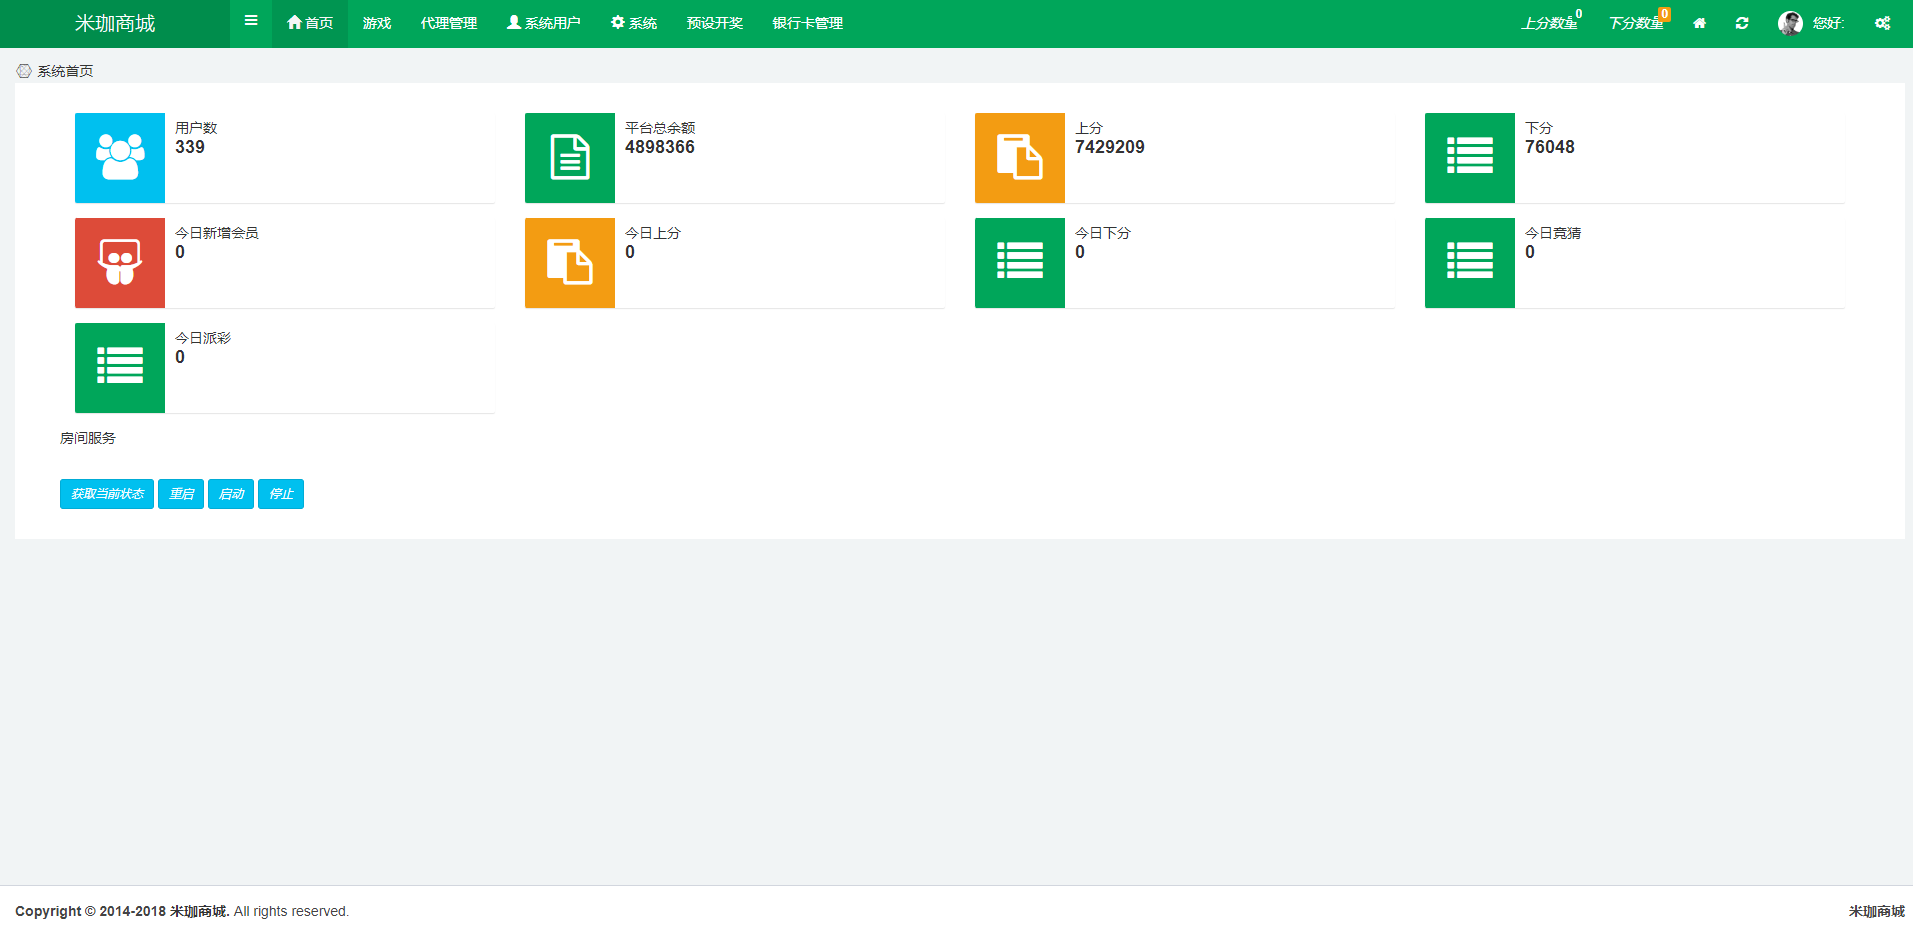 米珈商城 首页 游戏 代理管理 系统用户 系统 预设开奖 银行卡管理 上分数量 0 下分数量 0 您好:
系统首页
用户数 平台总余额 上分 下分
339 4898366 7429209 76048
今日新增会员 今日上分 今日下分 今日竞猜
0 0 0 0
今日派彩
0
房间服务
获取当前状态 重启 启动 停止
Copyright © 2014-2018 米珈商城. All rights reserved. 米珈商城